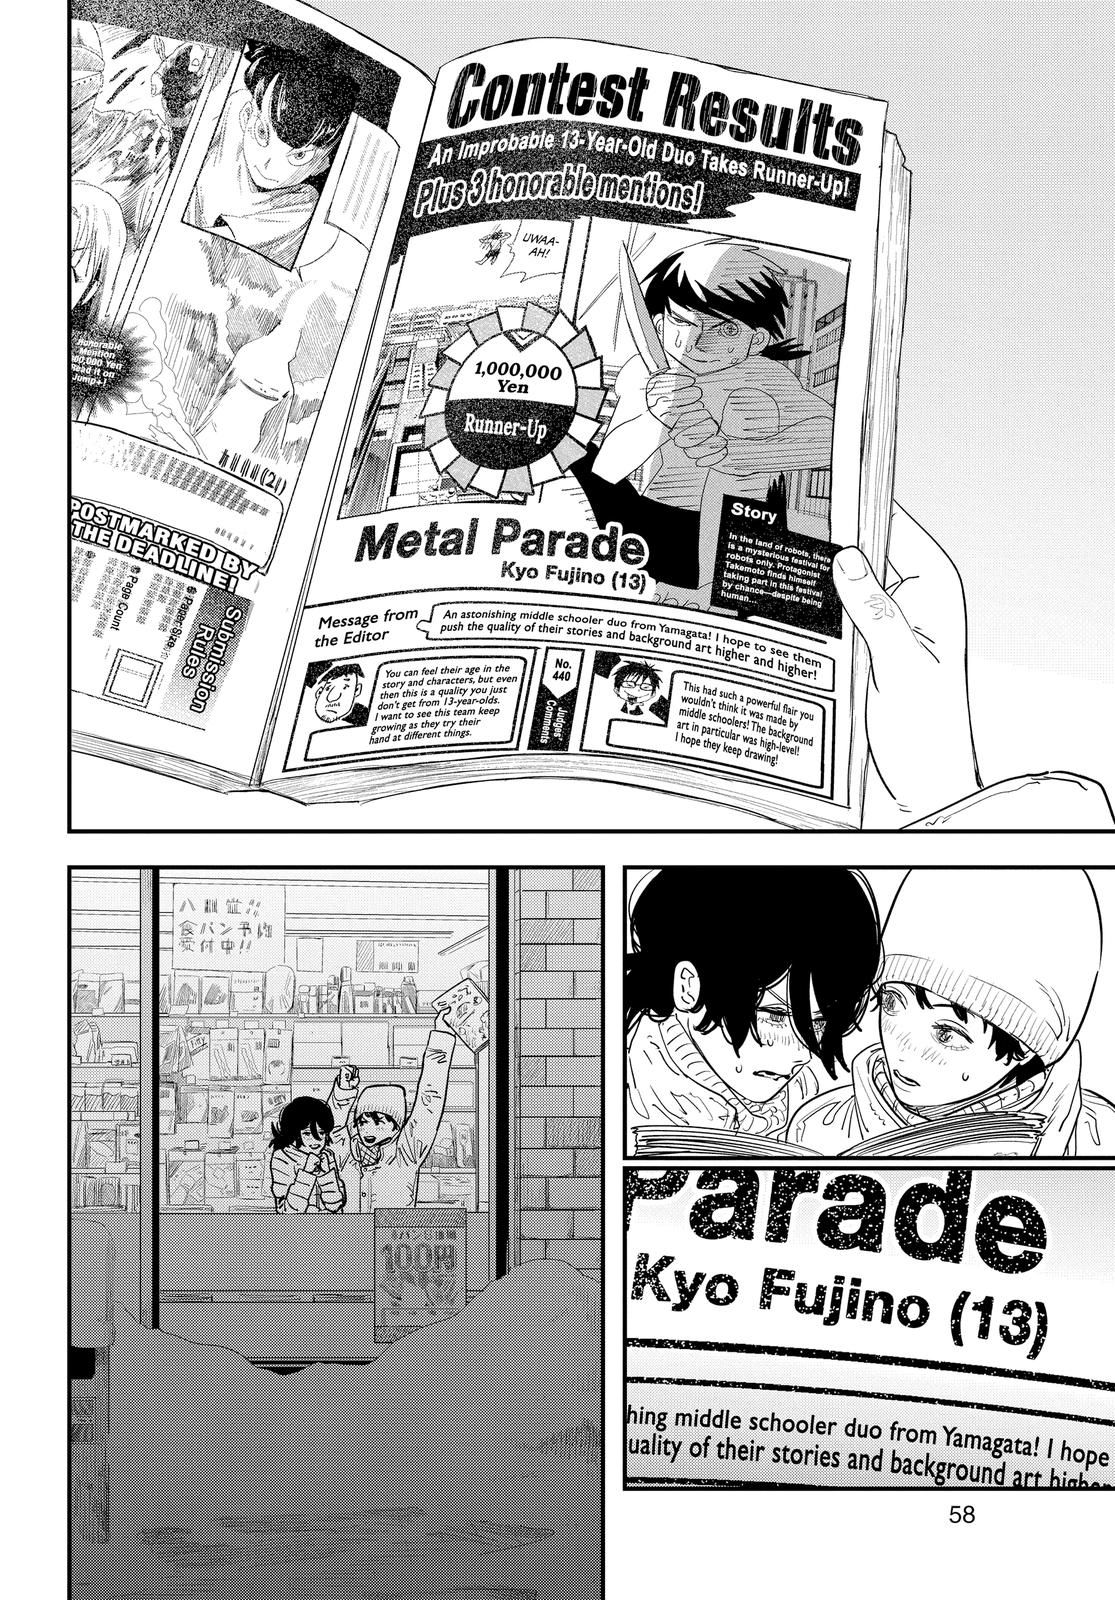 Contest Results
An Improbable 13-Year-Old Duo Takes Runner-Up!
Plus 3 honorable mentions!
UWAA-
AH!
1,000,000
Yen
Runner-Up
Metal Parade
Kyo Fujino (13)
Story
In the land of robots, there
is a mysterious festival for
robots only. Protagonist
Takemoto finds himself
taking part in this festival
by chance—despite being
human...
Message from
the Editor
An astonishing middle schooler duo from Yamagata! I hope to see them
push the quality of their stories and background art higher and higher!
You can feel their age in the
story and characters, but even
then this is a quality you just
don't get from 13-year-olds.
I want to see this team keep
growing as they try their
hand at different things.
No.
440
Judges'
Comments
This had such a powerful flair you
wouldn't think it was made by
middle schoolers! The background
art in particular was high-level!
I hope they keep drawing!
Honorable
Mention
Jump+!
(21)
POSTMARKED BY
THE DEADLINE!
Page Count
Paper Size
Submission
Rules
食パン予約
受付中!!
100円
Parade
Kyo Fujino (13)
hing middle schooler duo from Yamagata! I hope
uality of their stories and background art higher
58